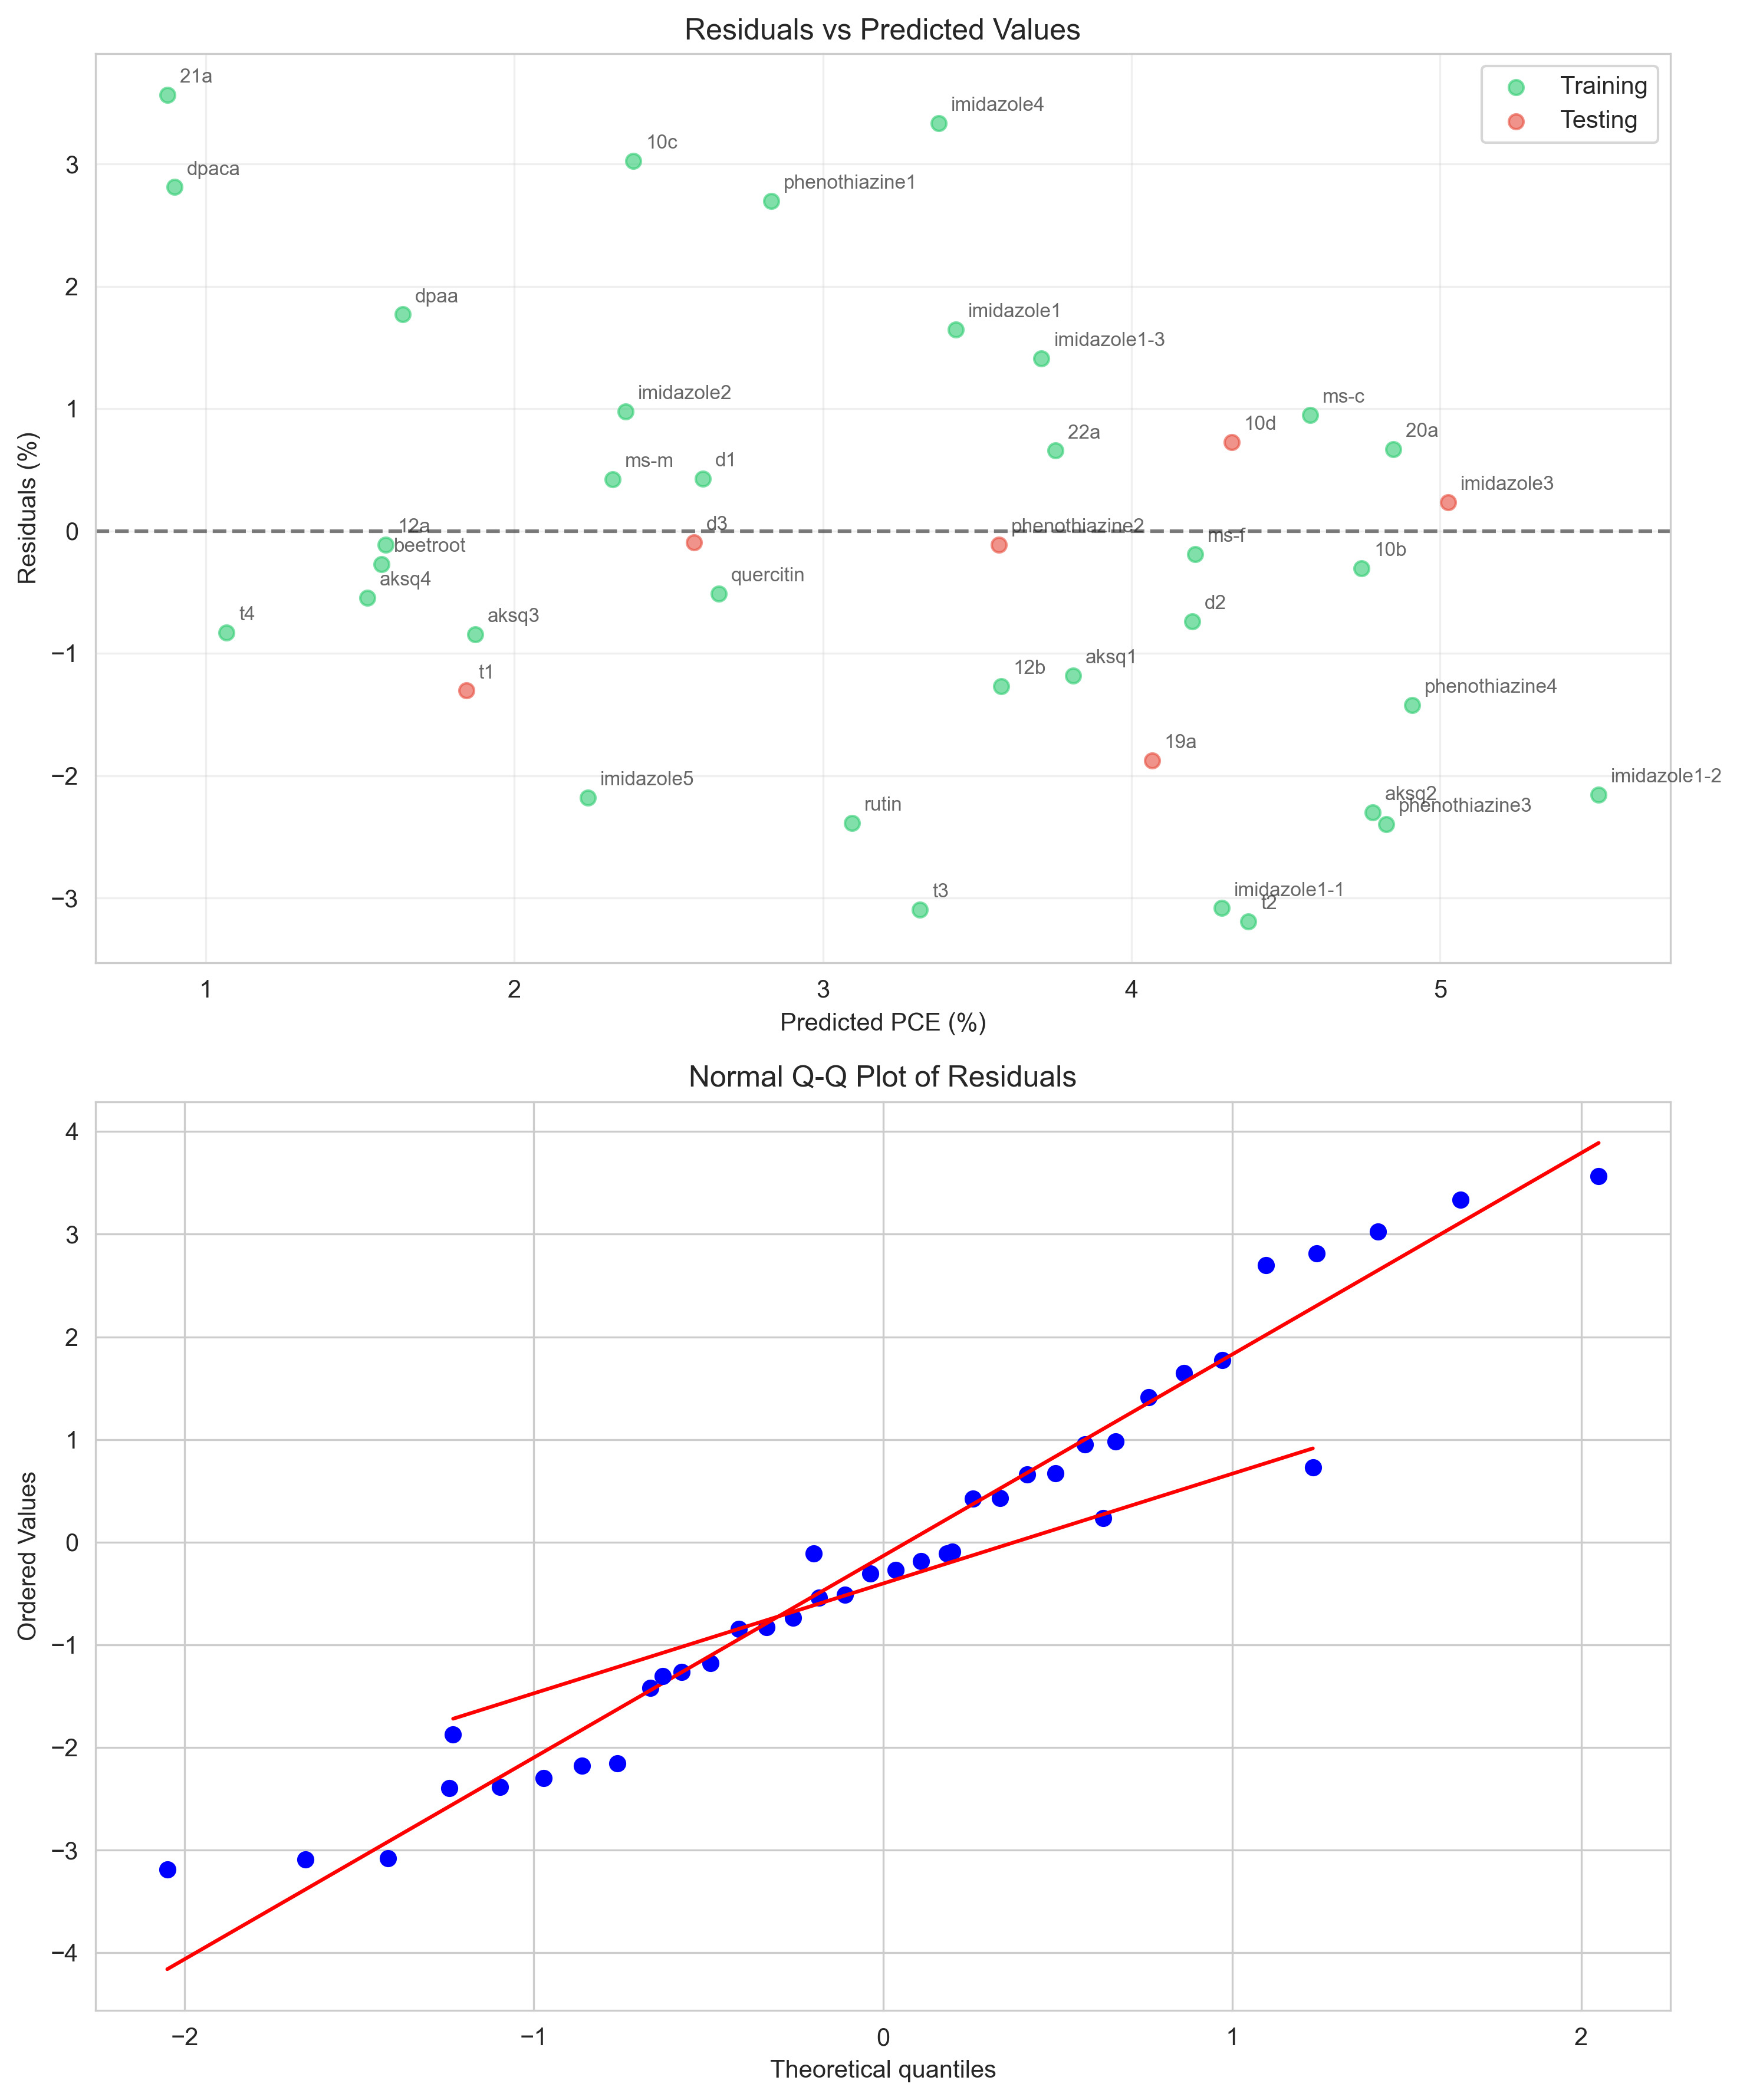 Residuals vs Predicted Values
21a
Training
imidazole4
Testing
10c
dpaca
phenothiazine1
dpaa
imidazole1
imidazole1-3
imidazole2
ms-c
10d
20a
22a
ms-m
d1
imidazole3
12a
d3
phenothiazine2
ms-f
beetroot
10b
aksq4
quercitin
t4
aksq3
d2
t1
12b
aksq1
phenothiazine4
19a
imidazole5
imidazole1-2
rutin
aksq2
phenothiazine3
t3
imidazole1-1
t2
3
2
1
0
−1
−2
−3
Residuals (%)
1 2 3 4 5
Predicted PCE (%)
Normal Q-Q Plot of Residuals
4
3
2
1
0
−1
−2
−3
−4
Ordered Values
−2 −1 0 1 2
Theoretical quantiles